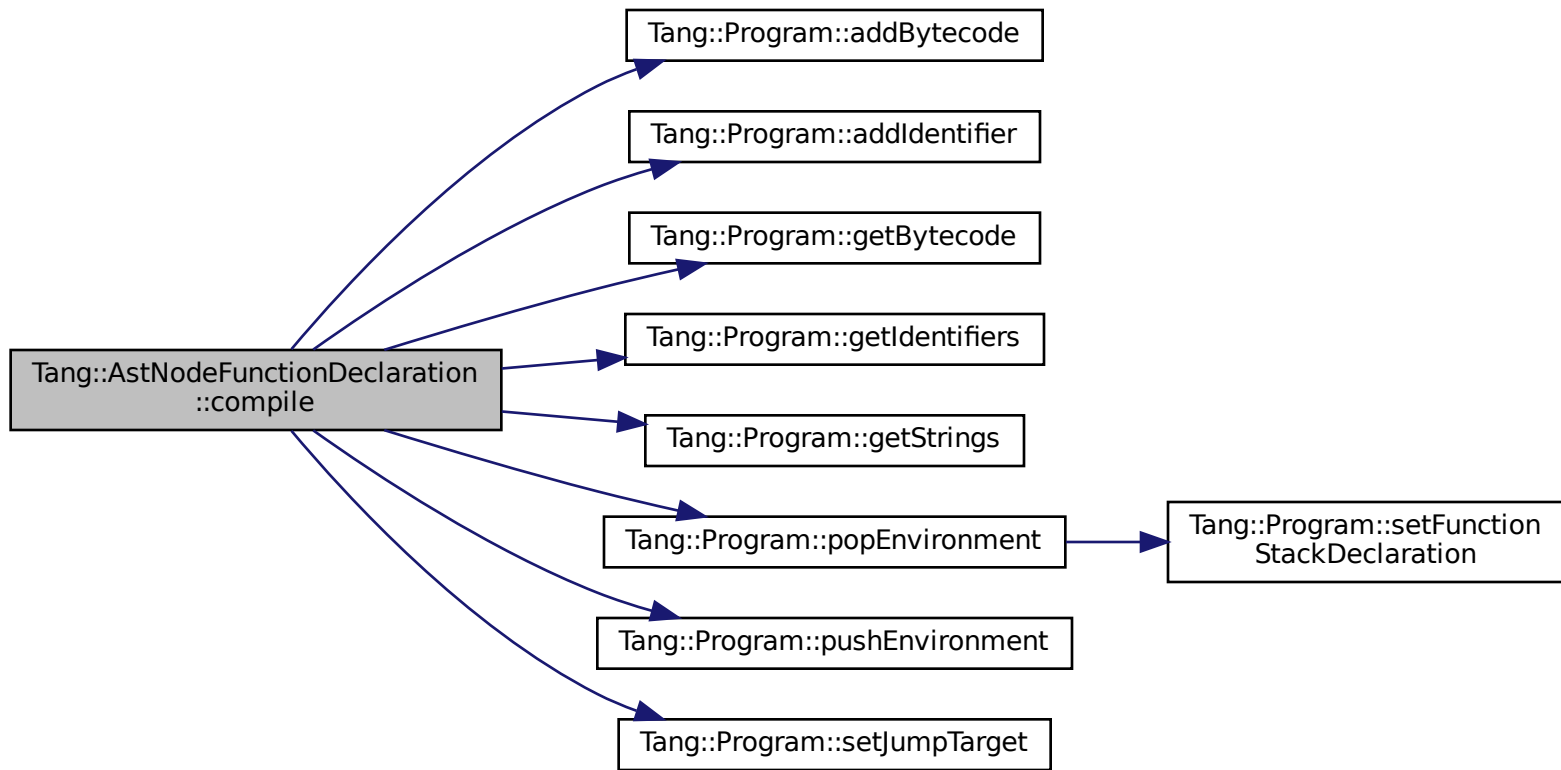 Tang::Program::addBytecode
Tang::Program::addIdentifier
Tang::Program::getBytecode
Tang::Program::getIdentifiers
Tang::AstNodeFunctionDeclaration
::compile
Tang::Program::getStrings
Tang::Program::popEnvironment
Tang::Program::setFunction
StackDeclaration
Tang::Program::pushEnvironment
Tang::Program::setJumpTarget